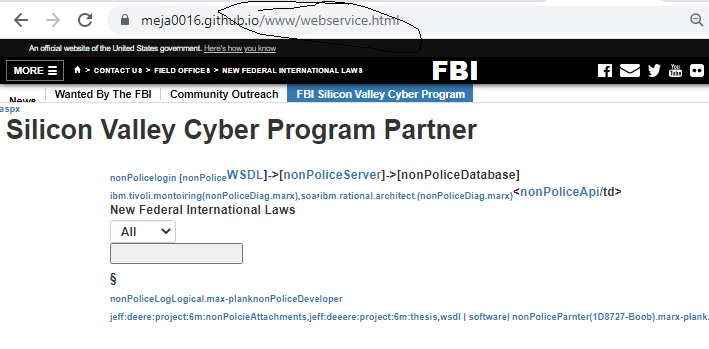 meja0016.github.io/www/webservice.html
An official website of the United States government. Here's how you know
MORE > CONTACT US > FIELD OFFICES > NEW FEDERAL INTERNATIONAL LAWS FBI You Tube
News Wanted By The FBI Community Outreach FBI Silicon Valley Cyber Program
aspx
Silicon Valley Cyber Program Partner
nonPolicelogin [nonPoliceWSDL]->[nonPoliceServer]->[nonPoliceDatabase]
ibm.tivoli.montoiring(nonPoliceDiag.marx),soa,ibm.rational.architect.(nonPoliceDiag.marx)<nonPoliceApi/td>
New Federal International Laws
All
§
nonPoliceLogLogical.max-planknonPoliceDeveloper
jeff:deere:project:6m:nonPolcieAttachments,jeff:deeere:project:6m:thesis,wsdl | software| nonPoliceParnter(1D8727-Boob).marx-plank.